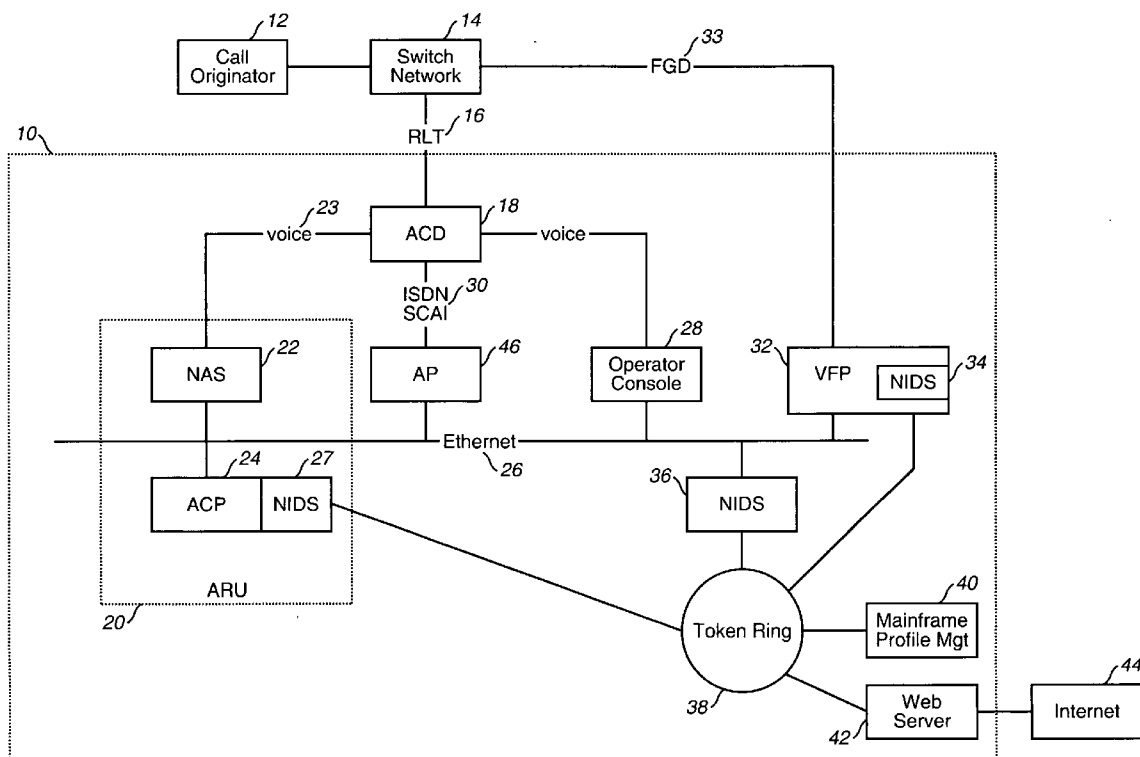 12
Call
Originator
14
Switch
Network
33
FGD
16
RLT
10
18
ACD
23
voice
voice
ISDN
SCAI
30
22
NAS
46
AP
28
Operator
Console
32
VFP
NIDS
34
Ethernet
26
24
ACP
27
NIDS
36
NIDS
ARU
20
Token Ring
38
40
Mainframe
Profile Mgt
Web
Server
42
44
Internet